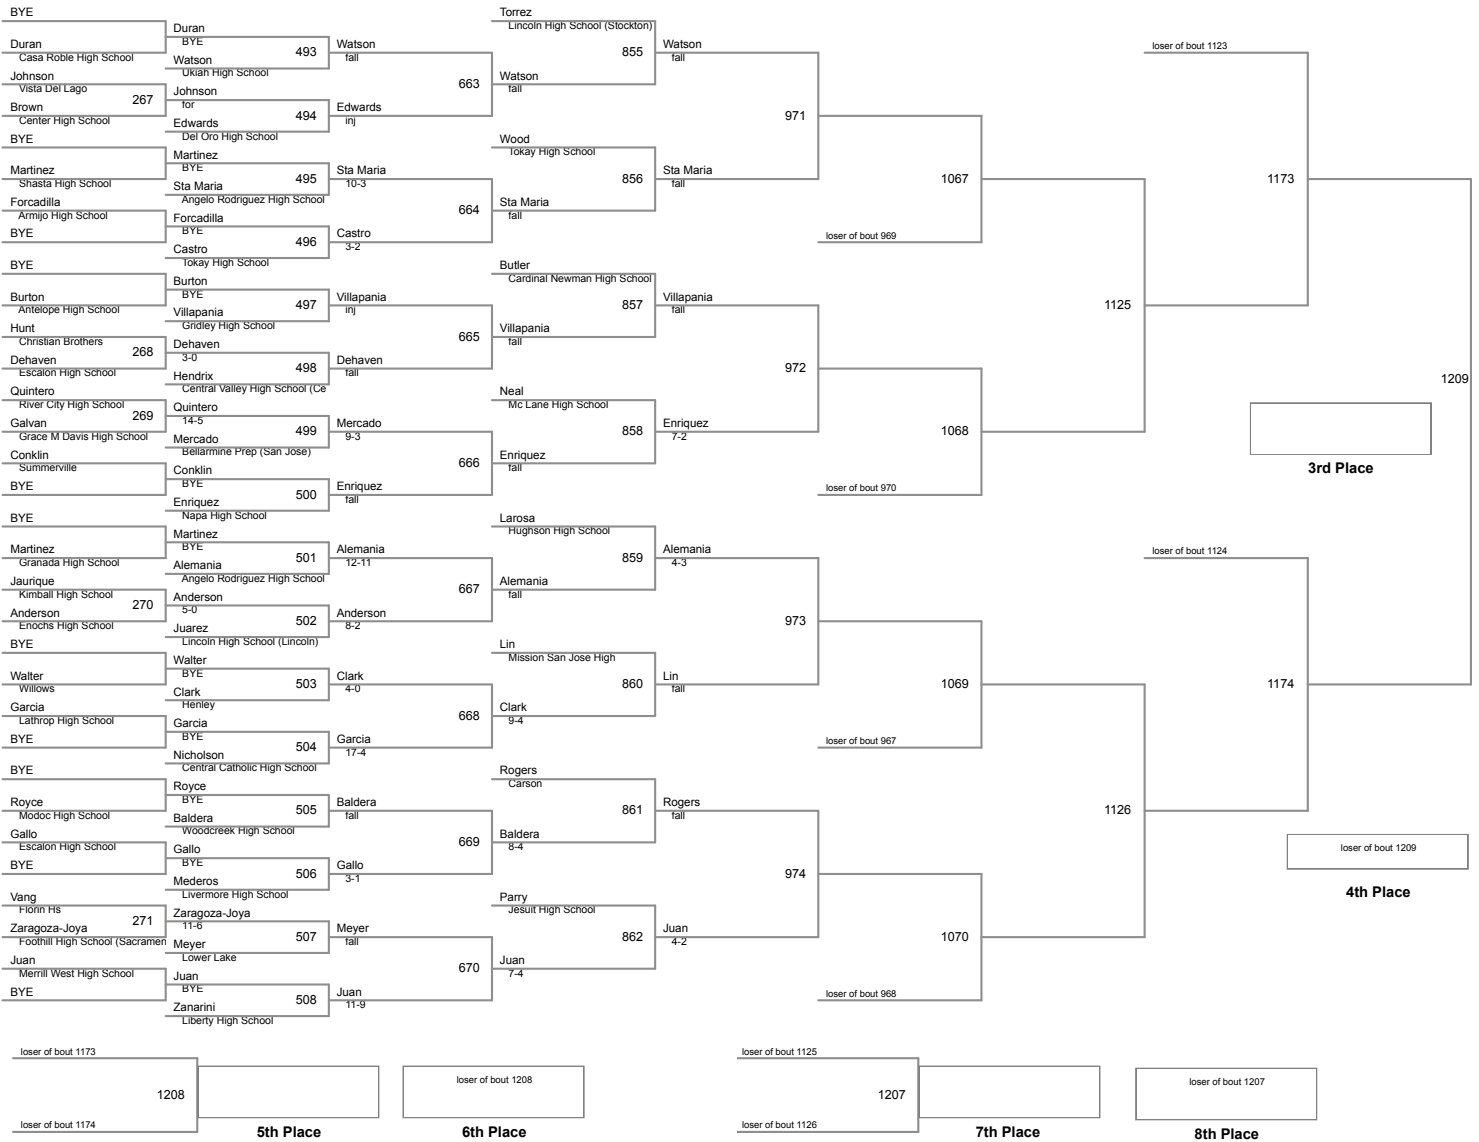 BYE
Duran
Casa Roble High School
Johnson
Vista Del Lago
267
Brown
Center High School
BYE
Martinez
Shasta High School
Forcadilla
Armijo High School
BYE
BYE
Burton
Antelope High School
Hunt
Christian Brothers
268
Dehaven
Escalon High School
Quintero
River City High School
269
Galvan
Grace M Davis High School
Conklin
Summerville
BYE
BYE
Martinez
Granada High School
Jaurique
Kimball High School
270
Anderson
Enochs High School
BYE
Walter
Willows
Garcia
Lathrop High School
BYE
BYE
Royce
Modoc High School
Gallo
Escalon High School
BYE
Vang
Florin Hs
271
Zaragoza-Joya
Foothill High School (Sacramen
Juan
Merrill West High School
BYE
Duran
BYE
493
Watson
Ukiah High School
Johnson
for
494
Edwards
Del Oro High School
Martinez
BYE
495
Sta Maria
Angelo Rodriguez High School
Forcadilla
BYE
496
Castro
Tokay High School
Burton
BYE
497
Villapania
Gridley High School
Dehaven
3-0
498
Hendrix
Central Valley High School (Ce
Quintero
14-5
499
Mercado
Bellarmine Prep (San Jose)
Conklin
BYE
500
Enriquez
Napa High School
Martinez
BYE
501
Alemania
Angelo Rodriguez High School
Anderson
5-0
502
Juarez
Lincoln High School (Lincoln)
Walter
BYE
503
Clark
Henley
Garcia
BYE
504
Nicholson
Central Catholic High School
Royce
BYE
505
Baldera
Woodcreek High School
Gallo
BYE
506
Mederos
Livermore High School
Zaragoza-Joya
11-6
507
Meyer
Lower Lake
Juan
BYE
508
Zanarini
Liberty High School
Watson
fall
663
Edwards
inj
Sta Maria
10-3
664
Castro
3-2
Villapania
inj
665
Dehaven
fall
Mercado
9-3
666
Enriquez
fall
Alemania
12-11
667
Anderson
8-2
Clark
4-0
668
Garcia
17-4
Baldera
fall
669
Gallo
3-1
Meyer
fall
670
Juan
11-9
Torrez
Lincoln High School (Stockton)
855
Watson
fall
Wood
Tokay High School
856
Sta Maria
fall
Butler
Cardinal Newman High School
857
Villapania
fall
Neal
Mc Lane High School
858
Enriquez
fall
Larosa
Hughson High School
859
Alemania
fall
Lin
Mission San Jose High
860
Clark
9-4
Rogers
Carson
861
Baldera
8-4
Parry
Jesuit High School
862
Juan
7-4
Watson
fall
971
Sta Maria
fall
Villapania
fall
972
Enriquez
7-2
Alemania
4-3
973
Lin
fall
Rogers
fall
974
Juan
4-2
1067
loser of bout 969
1068
loser of bout 970
1069
loser of bout 967
1070
loser of bout 968
1125
1126
loser of bout 1123
1173
loser of bout 1124
1174
1209
3rd Place
loser of bout 1209
4th Place
loser of bout 1173
1208
loser of bout 1174
5th Place
loser of bout 1208
6th Place
loser of bout 1125
1207
loser of bout 1126
7th Place
loser of bout 1207
8th Place